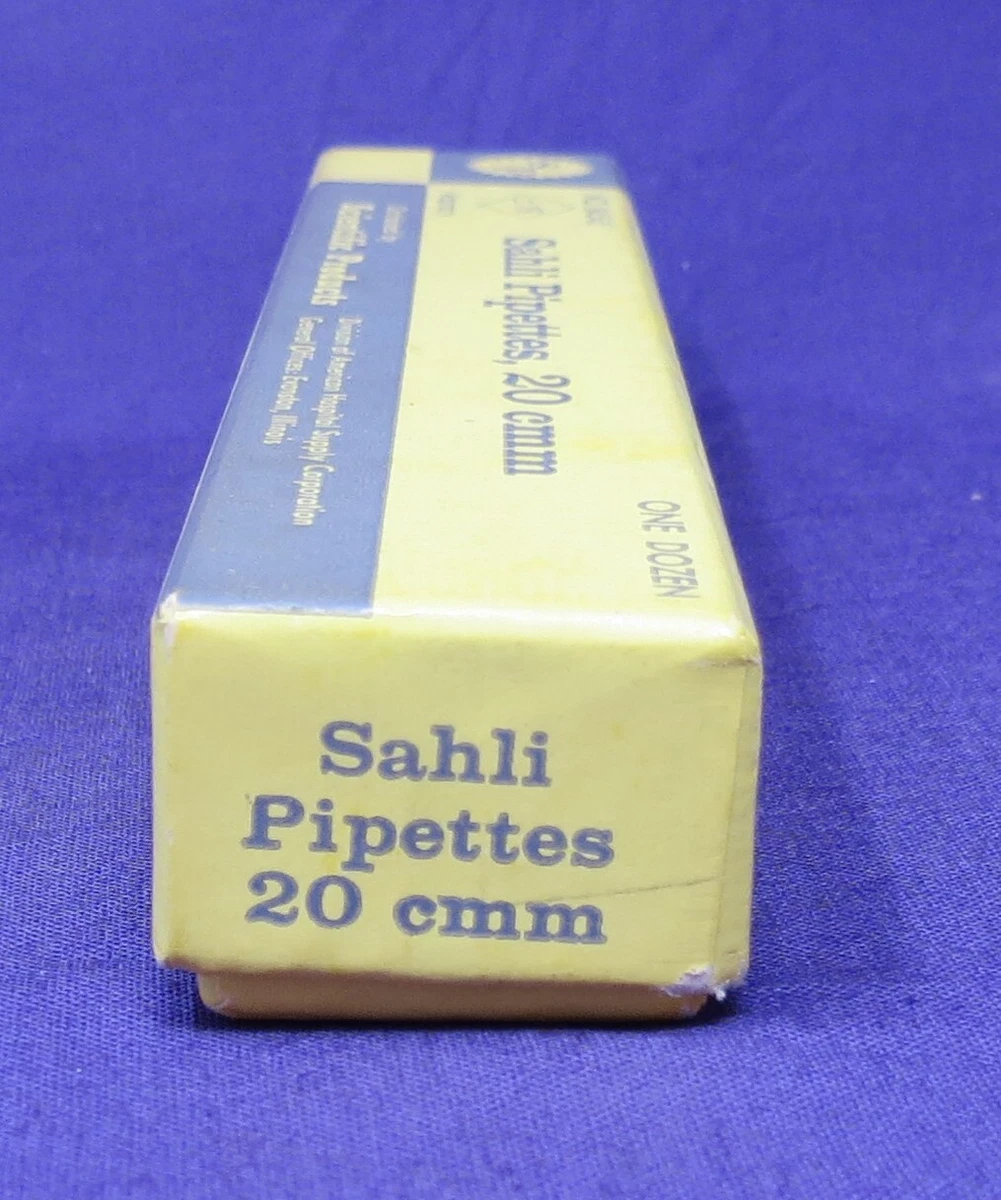 Sahli Pipettes, 20 cmm
ONE DOZEN
Scientific Products
Division of American Hospital Supply Corporation
General Offices: Evanston, Illinois
Sahli
Pipettes
20 cmm